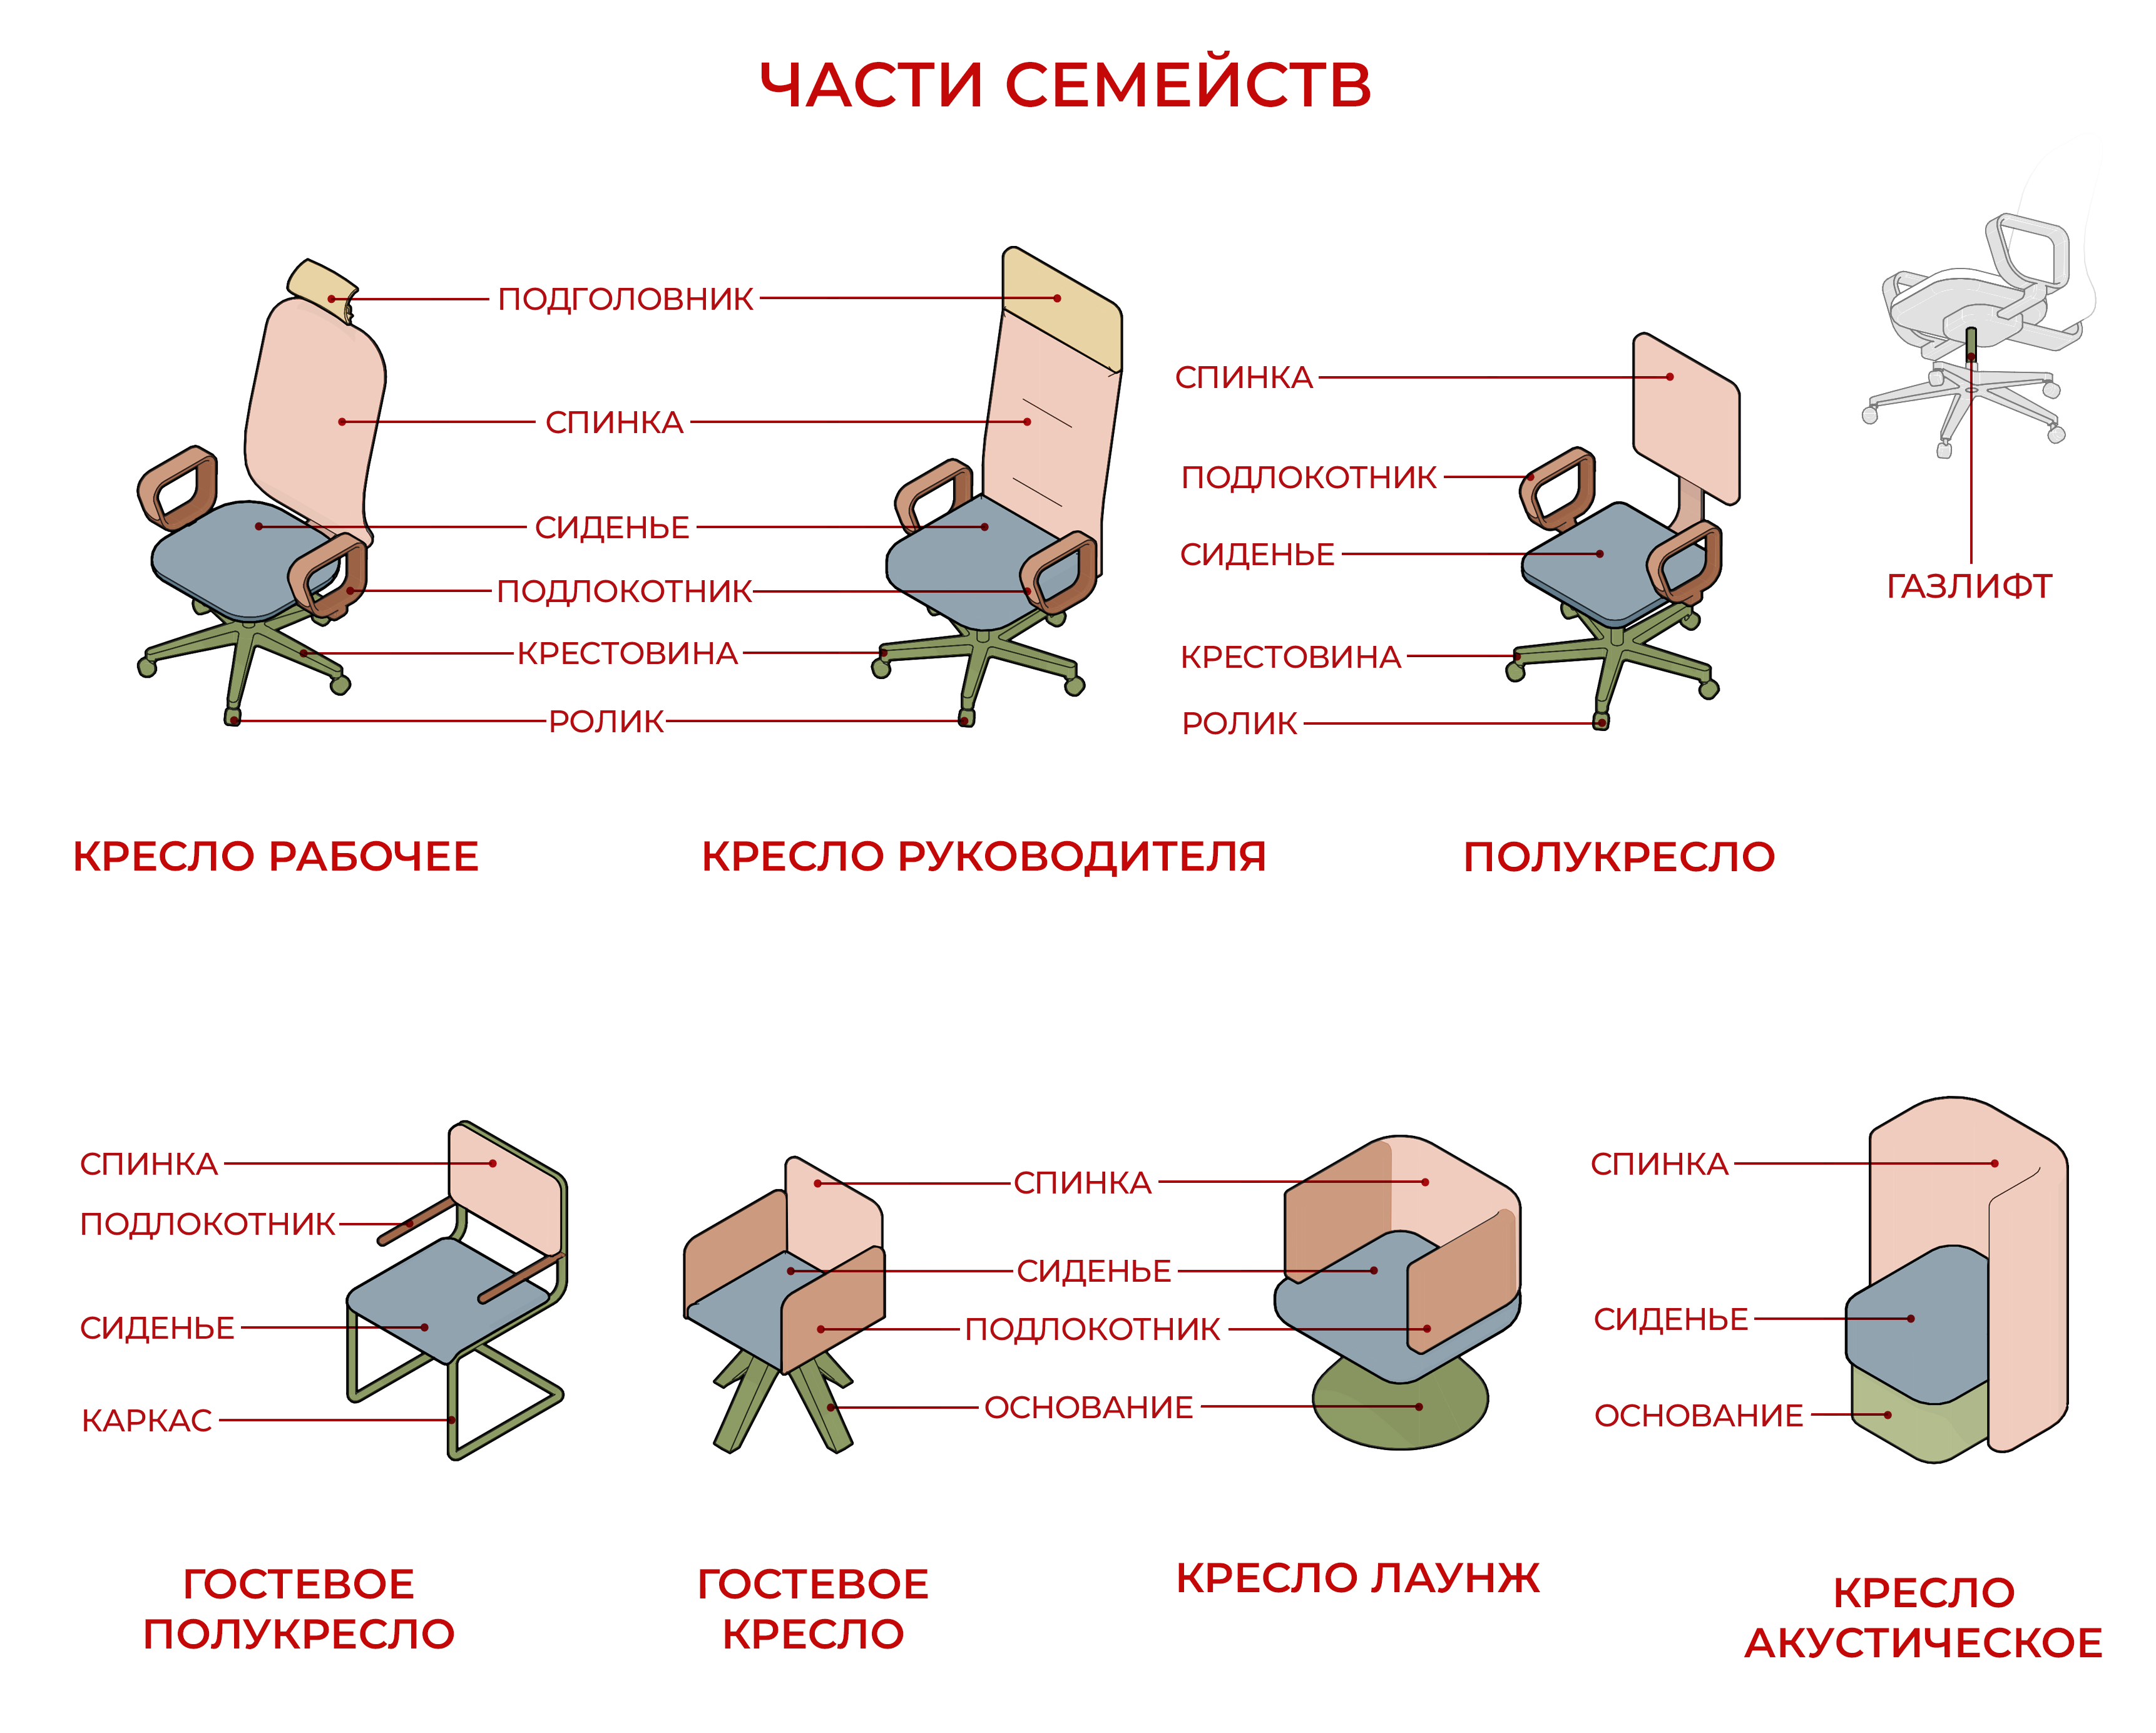 ЧАСТИ СЕМЕЙСТВ
ПОДГОЛОВНИК
СПИНКА
СИДЕНЬЕ
ПОДЛОКОТНИК
КРЕСТОВИНА
РОЛИК
СПИНКА
ПОДЛОКОТНИК
СИДЕНЬЕ
КРЕСТОВИНА
РОЛИК
ГАЗЛИФТ
КРЕСЛО РАБОЧЕЕ
КРЕСЛО РУКОВОДИТЕЛЯ
ПОЛУКРЕСЛО
СПИНКА
ПОДЛОКОТНИК
СИДЕНЬЕ
КАРКАС
СПИНКА
СИДЕНЬЕ
ПОДЛОКОТНИК
ОСНОВАНИЕ
СПИНКА
СИДЕНЬЕ
ОСНОВАНИЕ
ГОСТЕВОЕ
ПОЛУКРЕСЛО
ГОСТЕВОЕ
КРЕСЛО
КРЕСЛО ЛАУНЖ
КРЕСЛО
АКУСТИЧЕСКОЕ